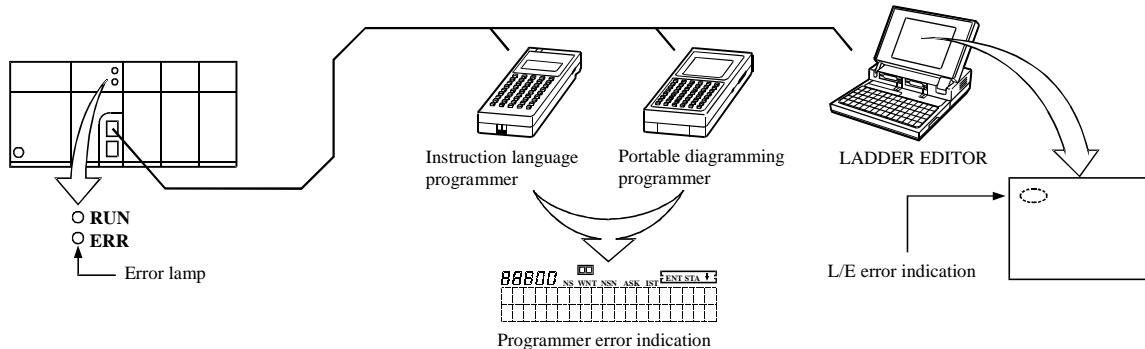 Instruction language
programmer
Portable diagramming
programmer
LADDER EDITOR
RUN
ERR
Error lamp
L/E error indication
88800 NS WNT NSN ASK IST ENT STA
Programmer error indication